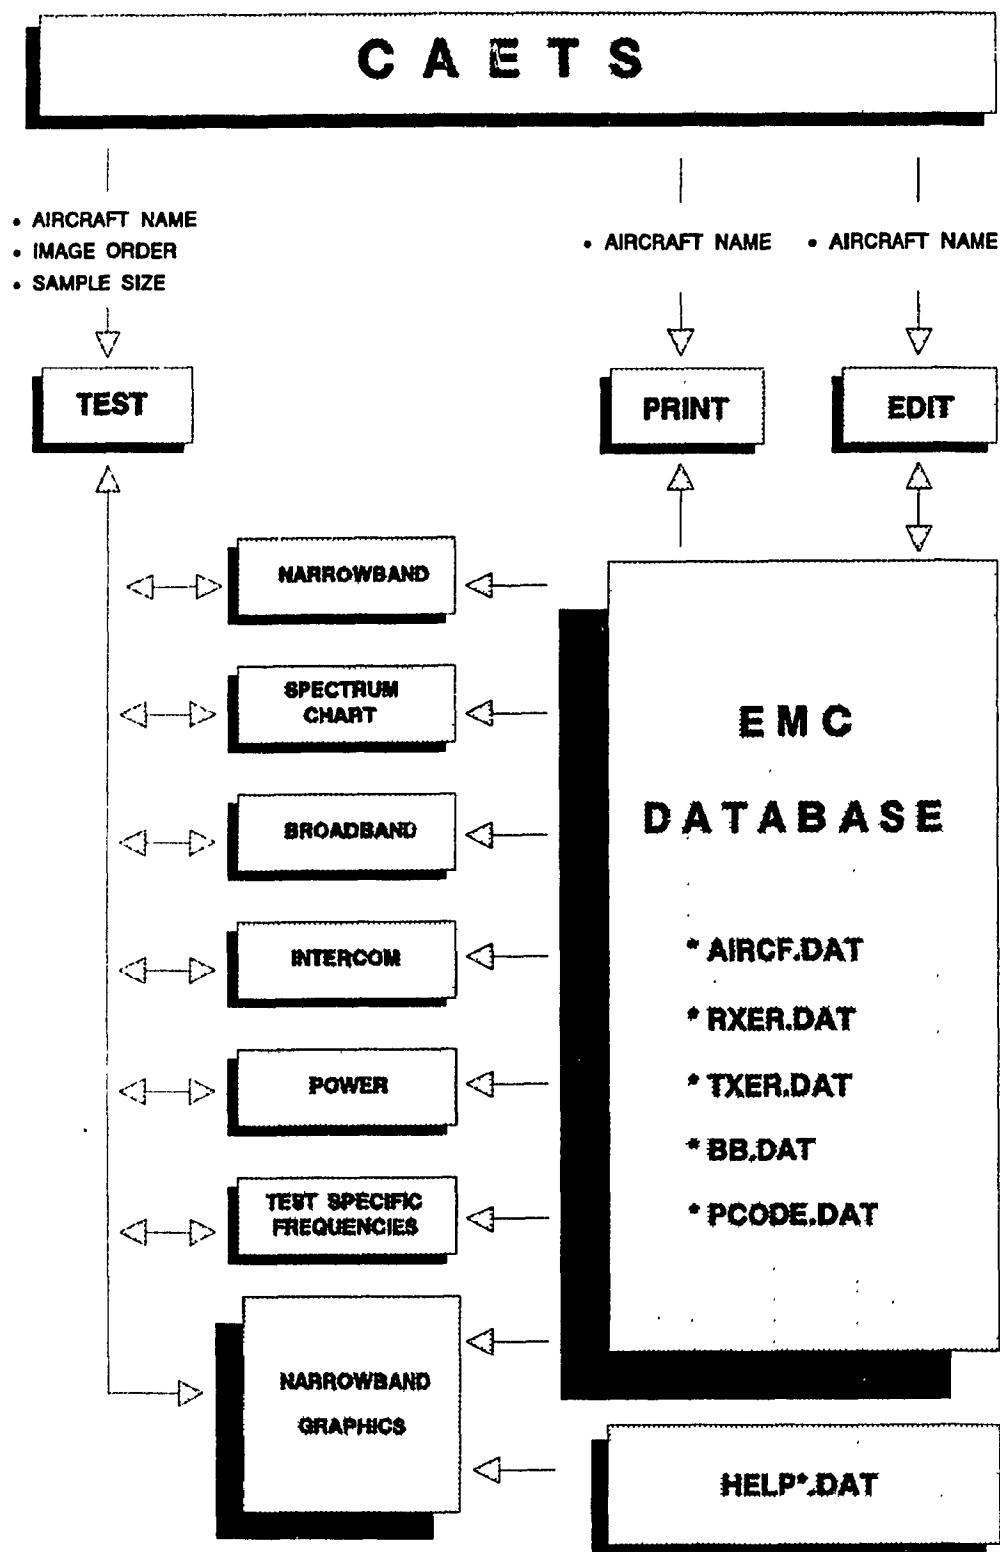 C A E T S
• AIRCRAFT NAME
• IMAGE ORDER
• SAMPLE SIZE
• AIRCRAFT NAME
• AIRCRAFT NAME
TEST
PRINT
EDIT
NARROWBAND
SPECTRUM
CHART
BROADBAND
INTERCOM
POWER
TEST SPECIFIC
FREQUENCIES
NARROWBAND
GRAPHICS
E M C
D A T A B A S E
* AIRCF.DAT
* RXER.DAT
* TXER.DAT
* BB.DAT
* PCODE.DAT
HELP*.DAT